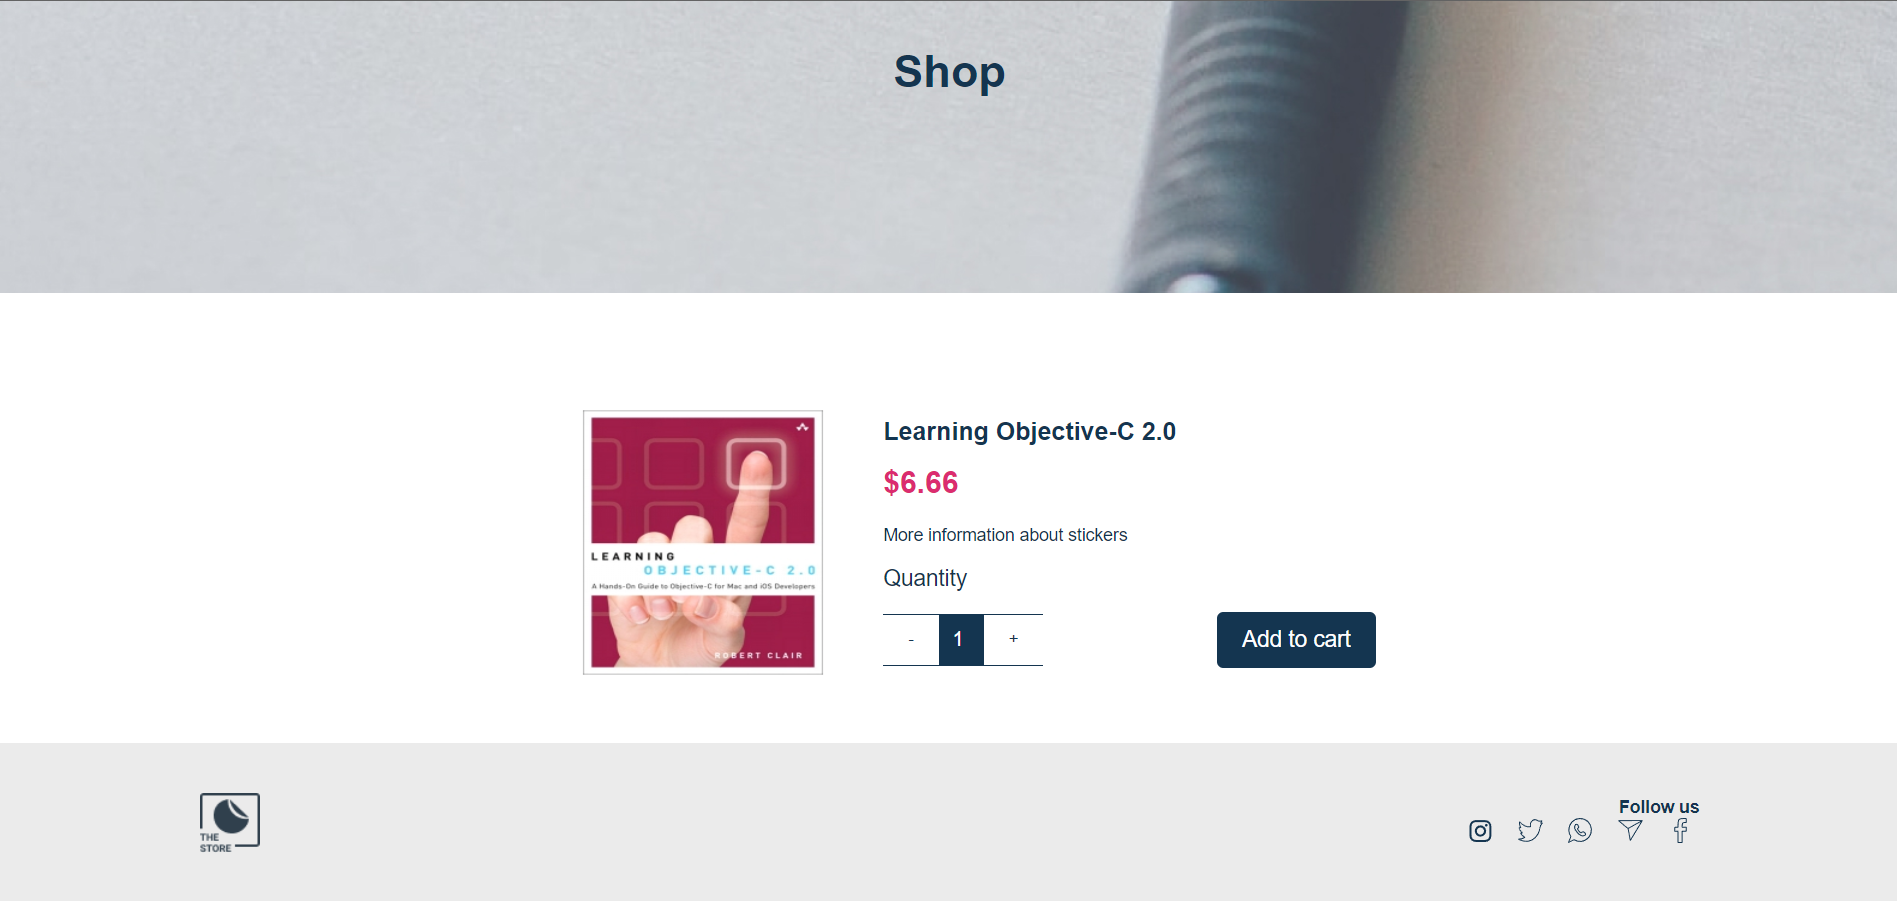 Shop
LEARNING
OBJECTIVE-C 2.0
A Hands-On Guide to Objective-C for Mac and iOS Developers
ROBERT CLAIR
Learning Objective-C 2.0
$6.66
More information about stickers
Quantity
- 1 +
Add to cart
THE
STORE
Follow us